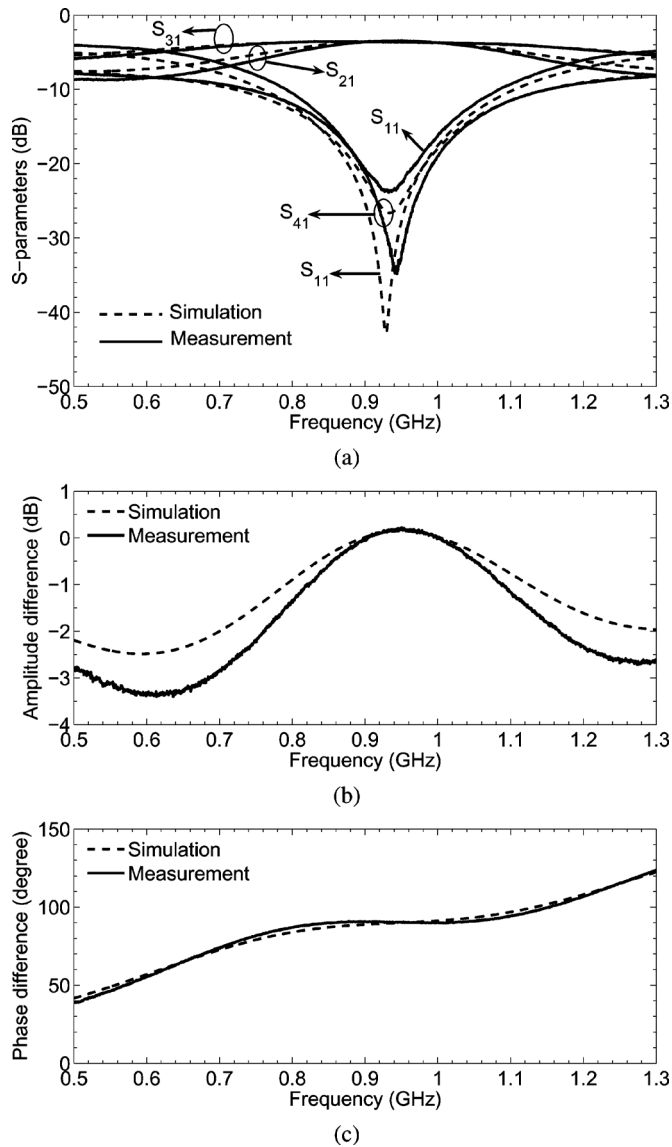 0
−10
−20
−30
−40
−50
S−parameters (dB)
S31
S21
S11
S41
S11
Simulation
Measurement
0.5 0.6 0.7 0.8 0.9 1 1.1 1.2 1.3
Frequency (GHz)
(a)
1
0
−1
−2
−3
−4
Amplitude difference (dB)
Simulation
Measurement
0.5 0.6 0.7 0.8 0.9 1 1.1 1.2 1.3
Frequency (GHz)
(b)
150
100
50
0
Phase difference (degree)
Simulation
Measurement
0.5 0.6 0.7 0.8 0.9 1 1.1 1.2 1.3
Frequency (GHz)
(c)